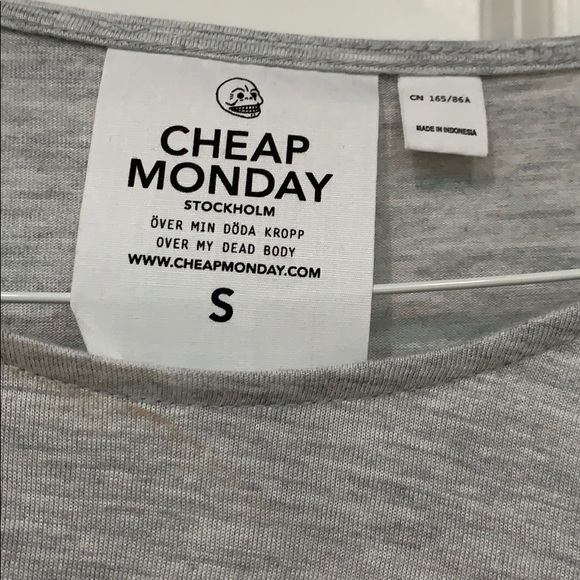 CHEAP
MONDAY
STOCKHOLM
ÖVER MIN DÖDA KROPP
OVER MY DEAD BODY
WWW.CHEAPMONDAY.COM
S
CN 165/86A
MADE IN INDONESIA